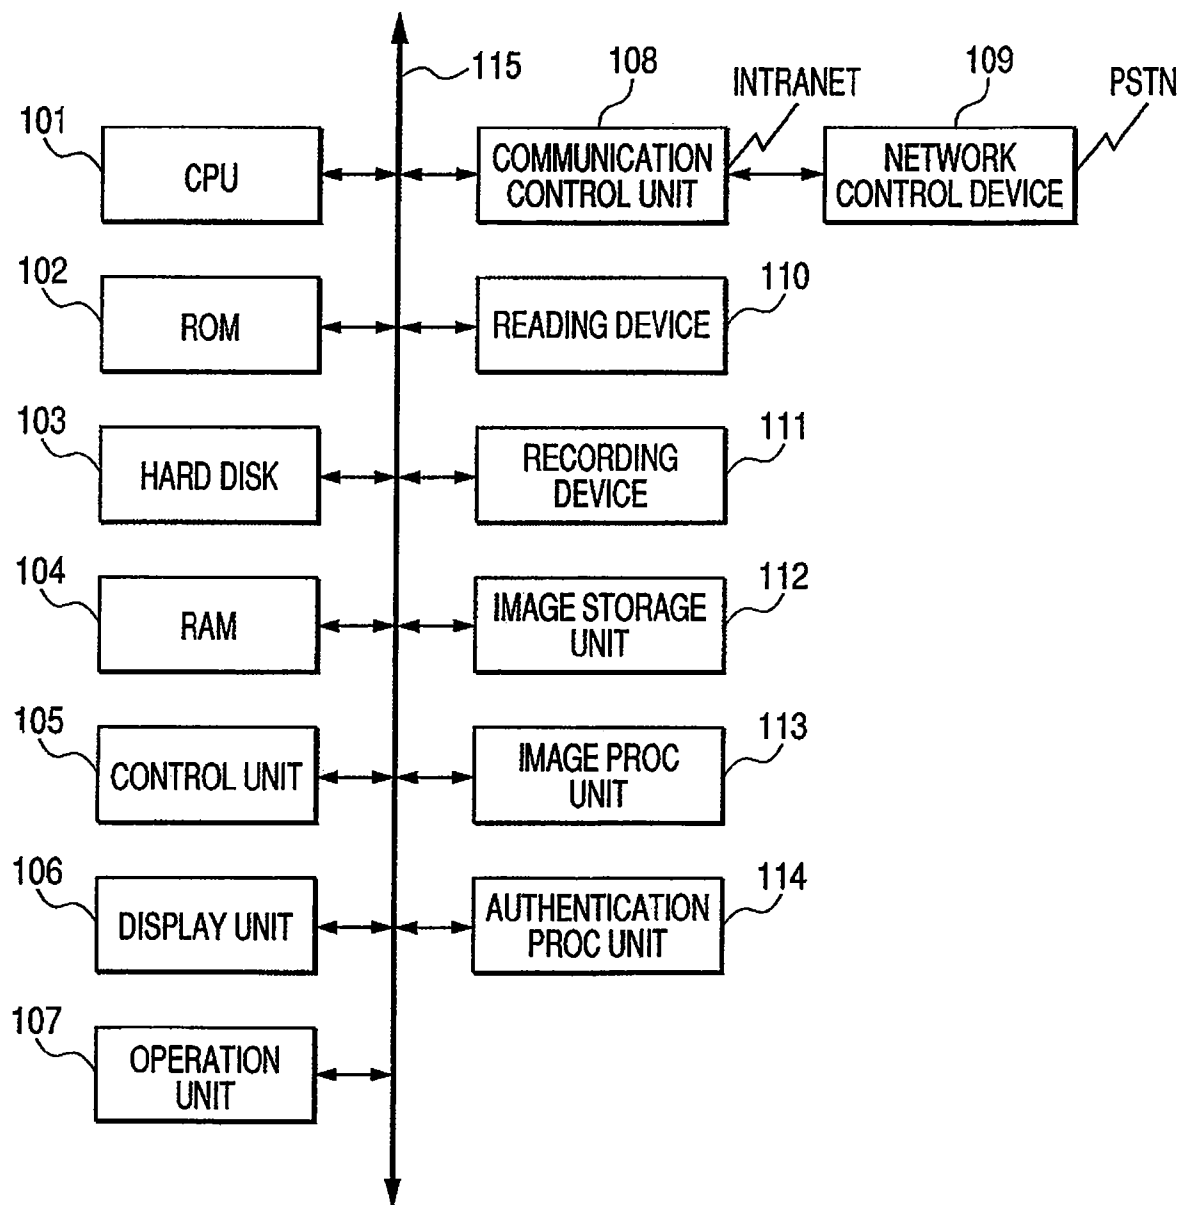 115
108
INTRANET
109
PSTN
101
CPU
COMMUNICATION
CONTROL UNIT
NETWORK
CONTROL DEVICE
102
ROM
110
READING DEVICE
103
HARD DISK
111
RECORDING
DEVICE
104
RAM
112
IMAGE STORAGE
UNIT
105
CONTROL UNIT
113
IMAGE PROC
UNIT
106
DISPLAY UNIT
114
AUTHENTICATION
PROC UNIT
107
OPERATION
UNIT